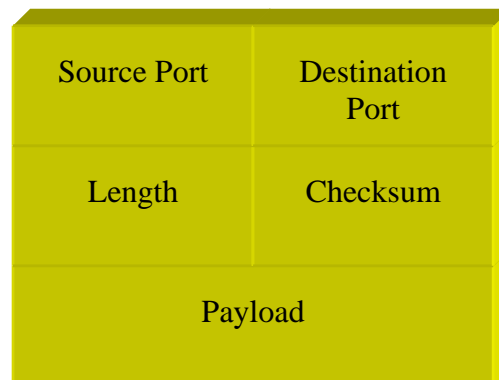 Source Port
Destination
Port
Length
Checksum
Payload